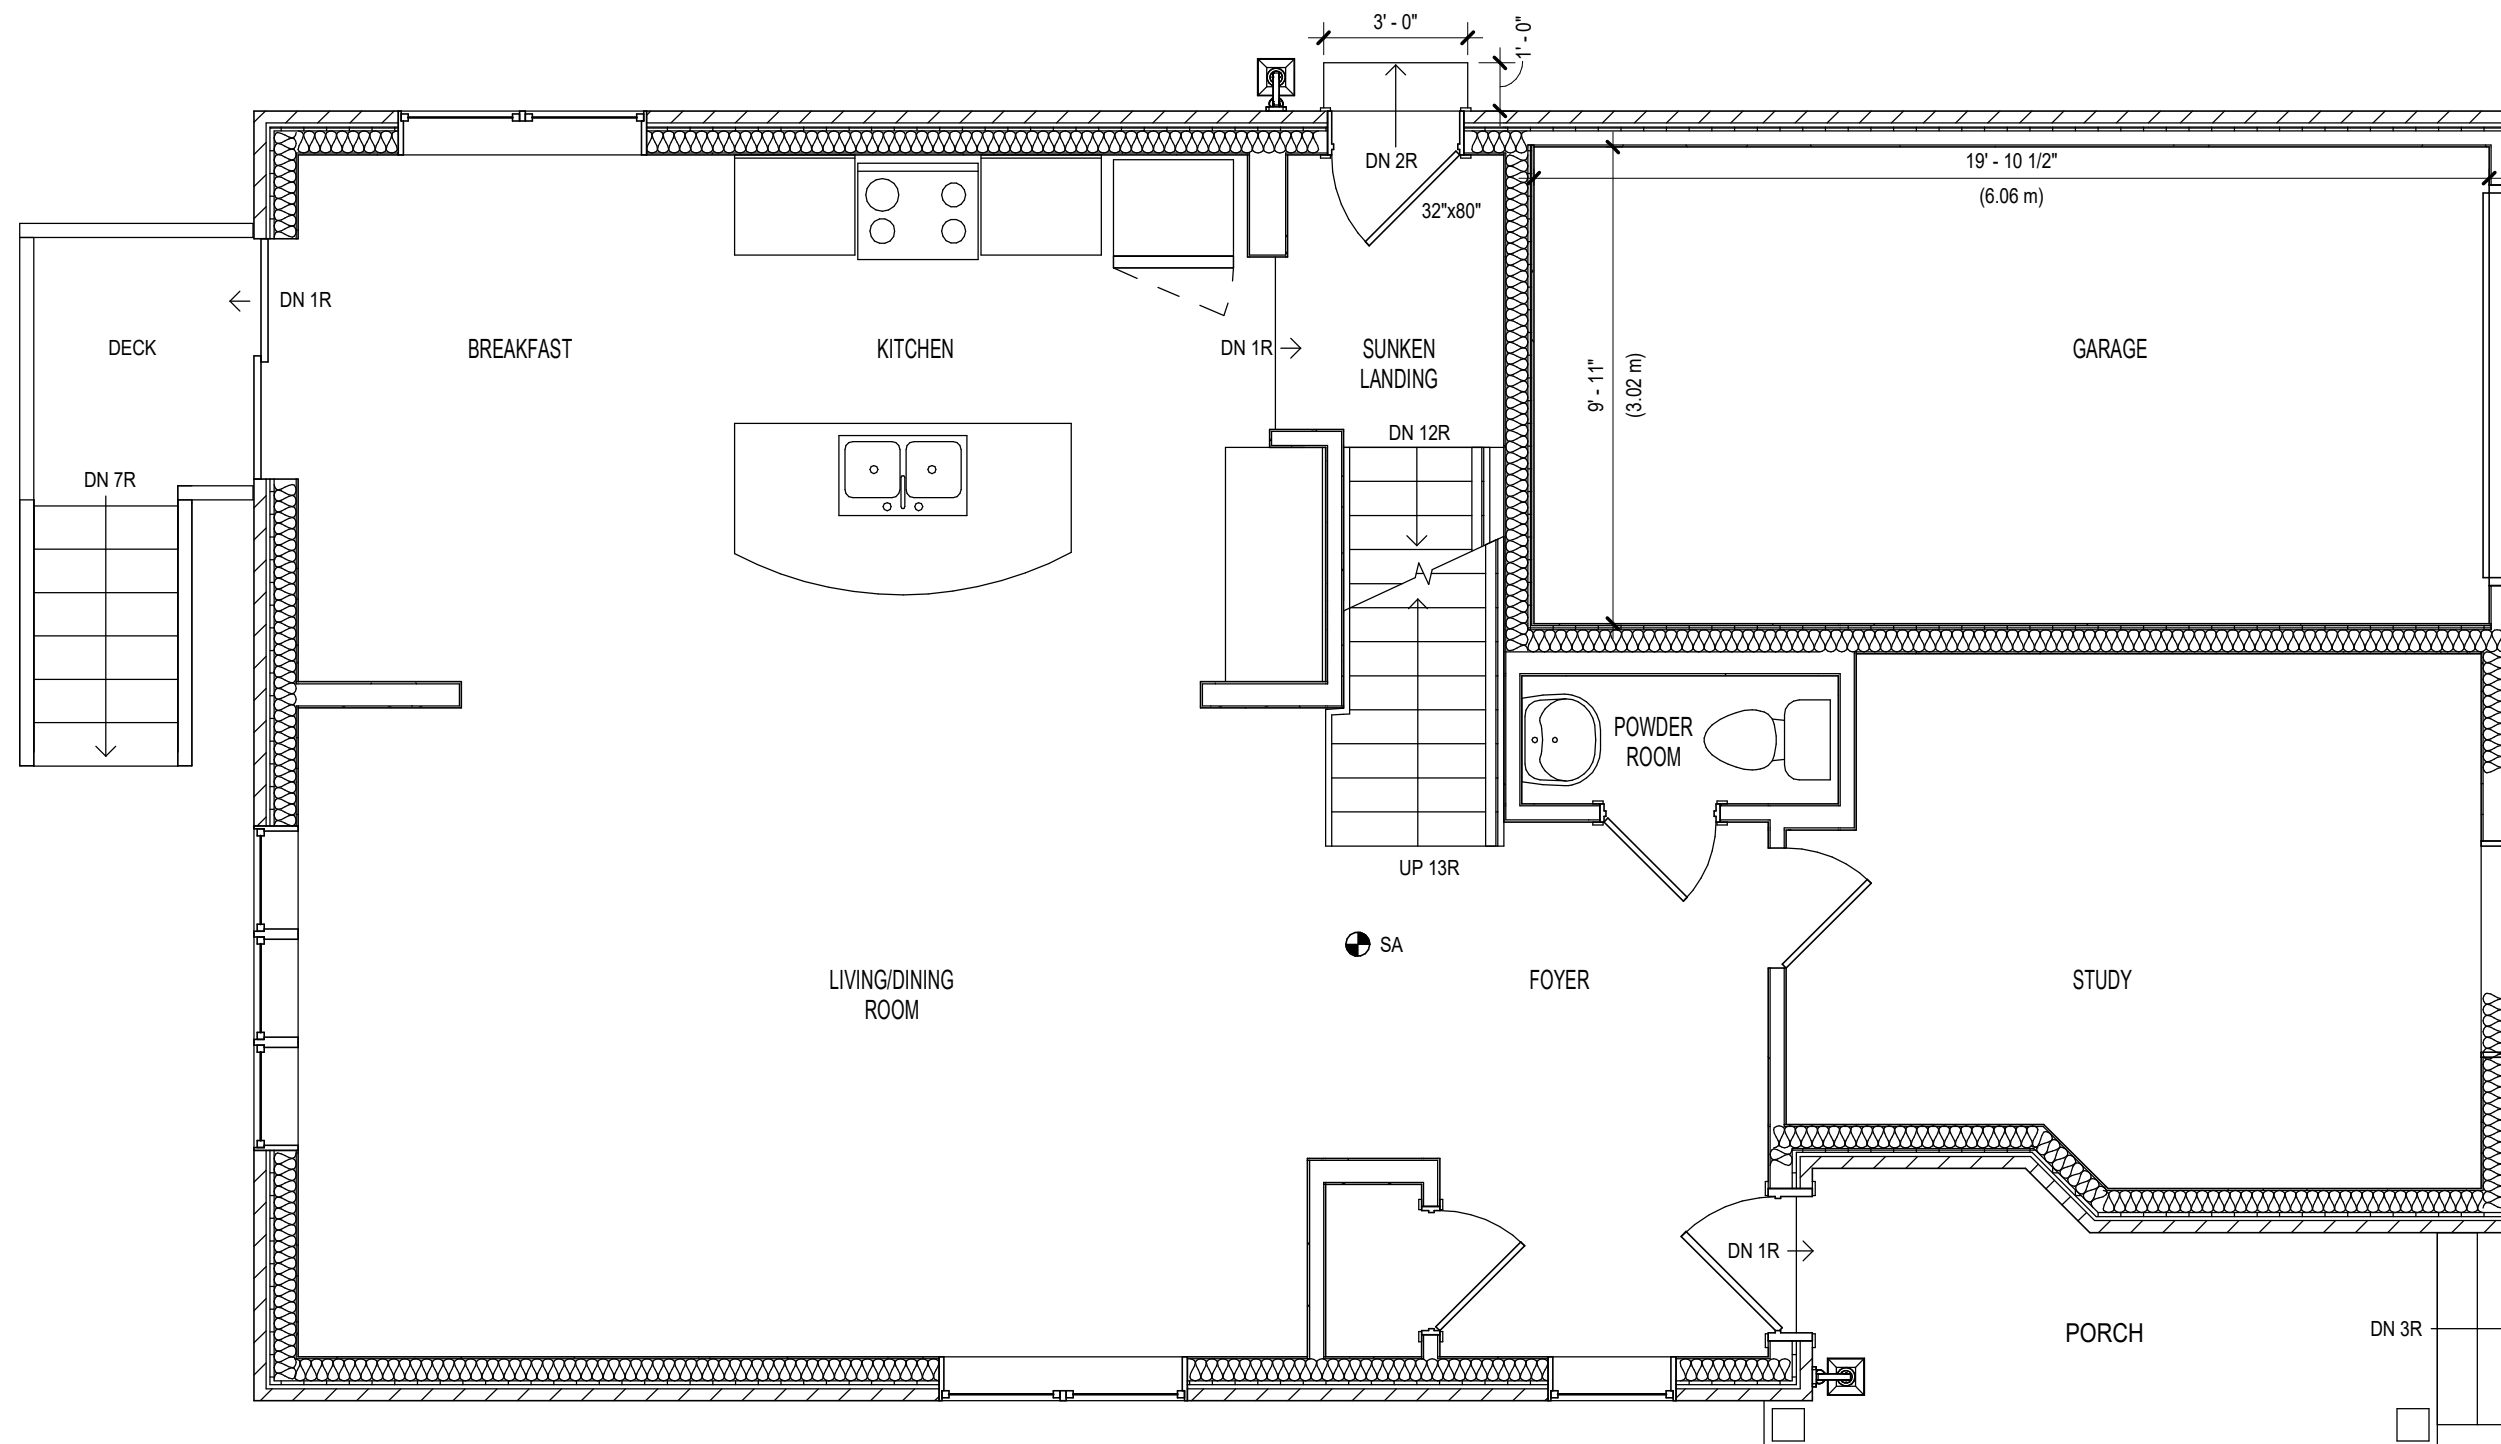 3' - 0"
1' - 0"
DN 2R
19' - 10 1/2"
(6.06 m)
32"x80"
DN 1R
DECK
BREAKFAST
KITCHEN
DN 1R
SUNKEN
LANDING
GARAGE
9' - 11"
(3.02 m)
DN 12R
DN 7R
POWDER
ROOM
UP 13R
SA
LIVING/DINING
ROOM
FOYER
STUDY
DN 1R
PORCH
DN 3R